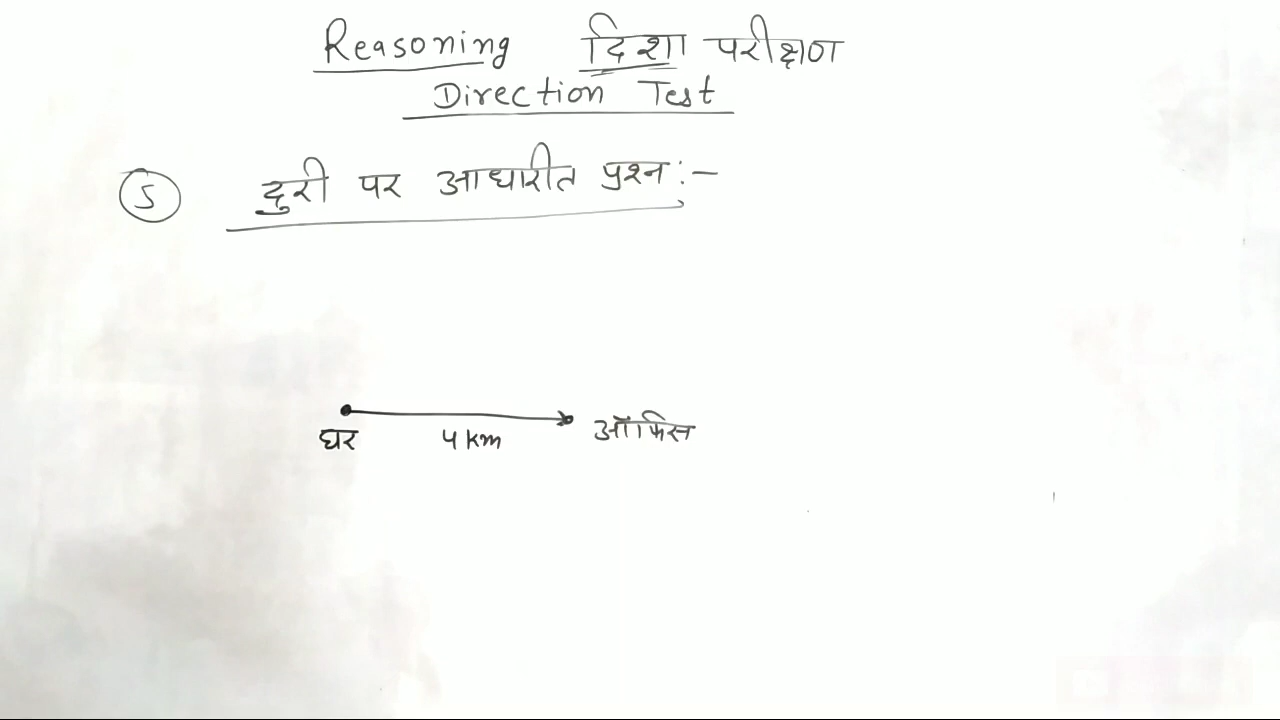 Reasoning दिशा परीक्षण
Direction Test
5 दुरी पर आधारीत प्रश्न :-
घर 4 km ऑफिस